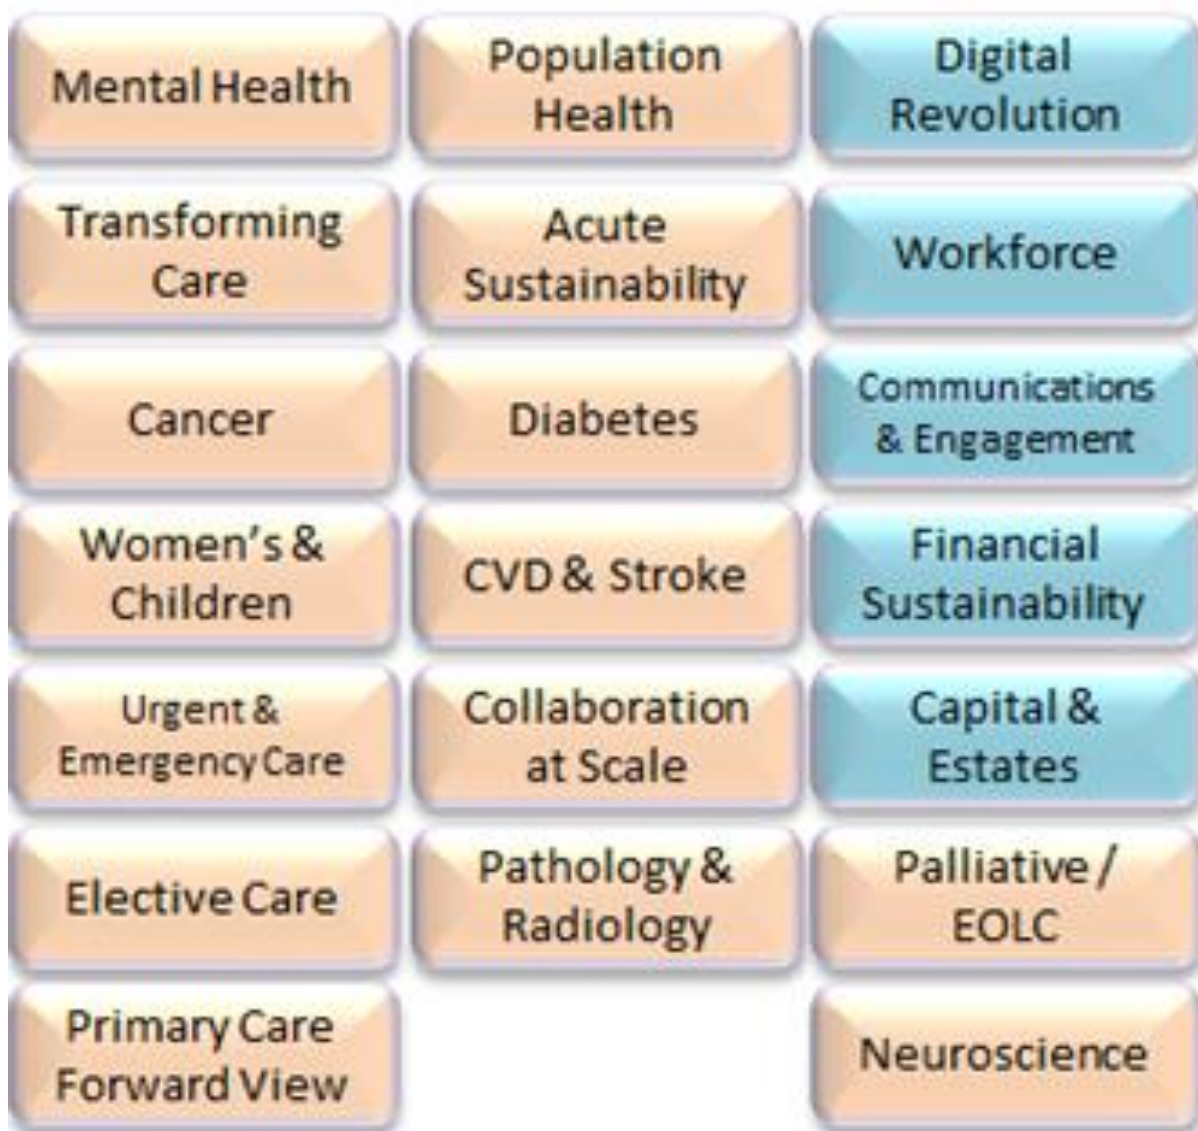 Mental Health
Population
Health
Digital
Revolution
Transforming
Care
Acute
Sustainability
Workforce
Cancer
Diabetes
Communications
& Engagement
Women’s &
Children
CVD & Stroke
Financial
Sustainability
Urgent &
Emergency Care
Collaboration
at Scale
Capital &
Estates
Elective Care
Pathology &
Radiology
Palliative /
EOLC
Primary Care
Forward View
Neuroscience